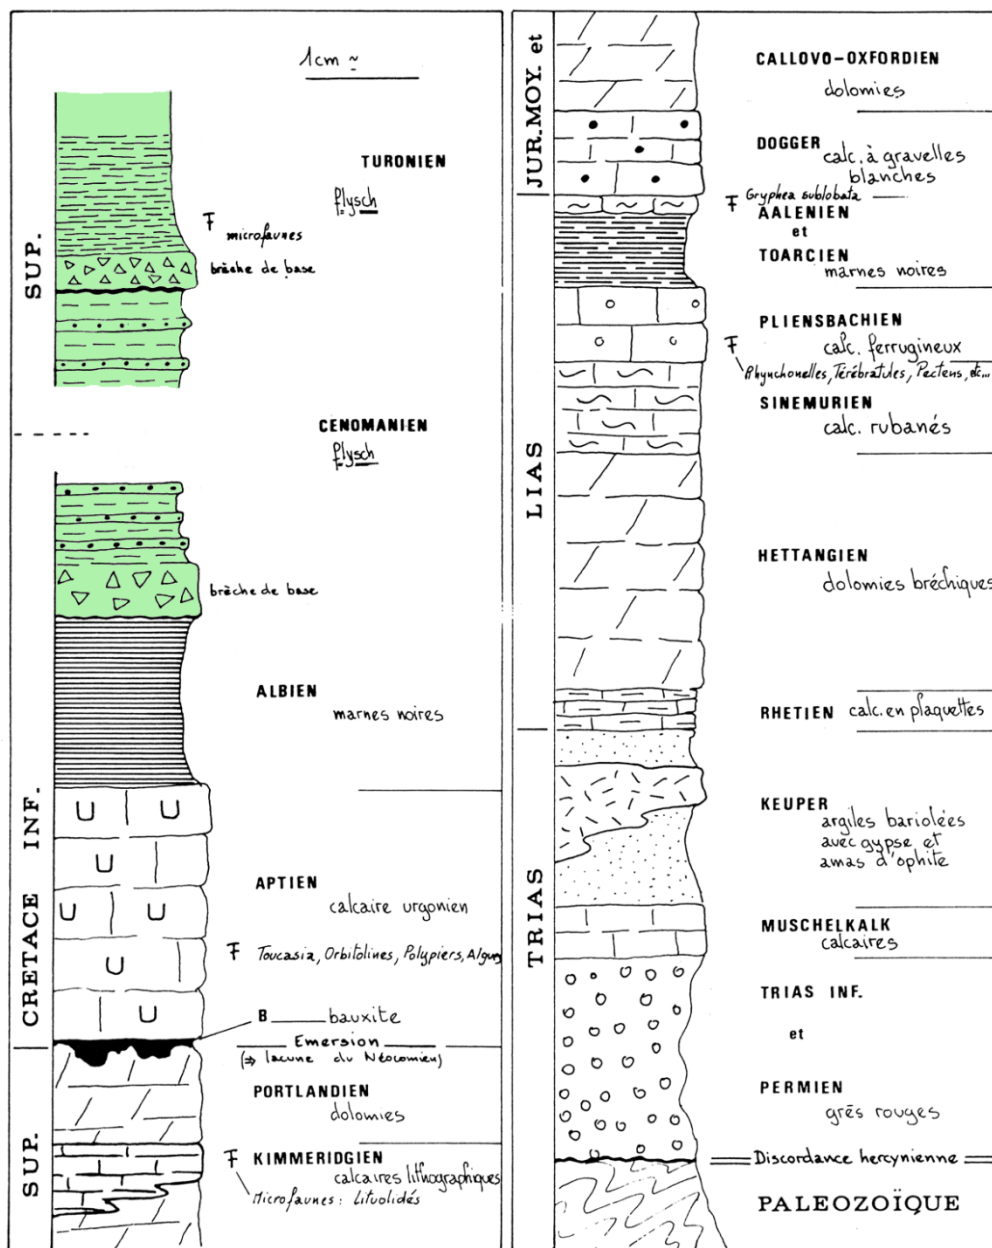 1cm ≃
SUP.
TURONIEN
flysch
F microfaunes
brèche de base
CENOMANIEN
flysch
brèche de base
CRETACE INF.
ALBIEN
marnes noires
APTIEN
calcaire urgonien
F Toucasia, Orbitolines, Polypiers, Algues
B bauxite
Emersion
(⇒ lacune du Néocomien)
SUP.
PORTLANDIEN
dolomies
F KIMMERIDGIEN
calcaires lithographiques
Microfaunes : Lituolidés
JUR. MOY. et
CALLOVO-OXFORDIEN
dolomies
DOGGER
calc. à gravelles
blanches
F Gryphea sublobata
LIAS
AALENIEN
et
TOARCIEN
marnes noires
PLIENSBACHIEN
calc. ferrugineux
F Rhynchonelles, Térébratules, Pectens, etc...
SINEMURIEN
calc. rubanés
HETTANGIEN
dolomies bréchiques
RHETIEN calc. en plaquettes
TRIAS
KEUPER
argiles bariolées
avec gypse et
amas d'ophite
MUSCHELKALK
calcaires
TRIAS INF.
et
PERMIEN
grès rouges
Discordance hercynienne
PALEOZOÏQUE